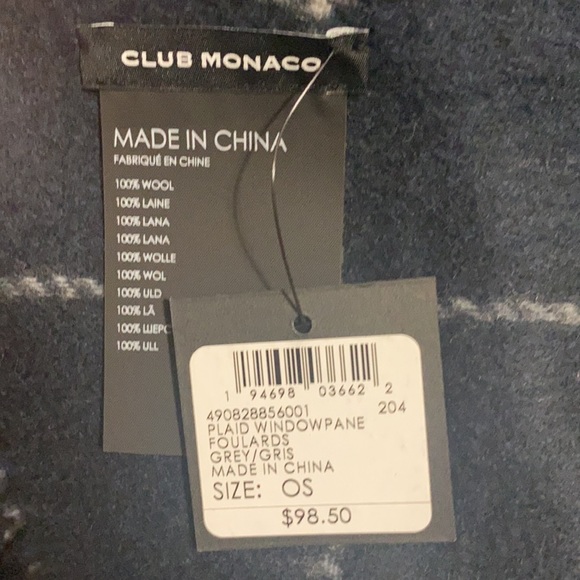 CLUB MONACO
MADE IN CHINA
FABRIQUÉ EN CHINE
100% WOOL
100% LAINE
100% LANA
100% LANA
100% WOLLE
100% WOL
100% ULD
100% LÃ
100% ШЕРС
100% ULL
1 94698 03662 2
490828856001 204
PLAID WINDOWPANE
FOULARDS
GREY/GRIS
MADE IN CHINA
SIZE: OS
$98.50